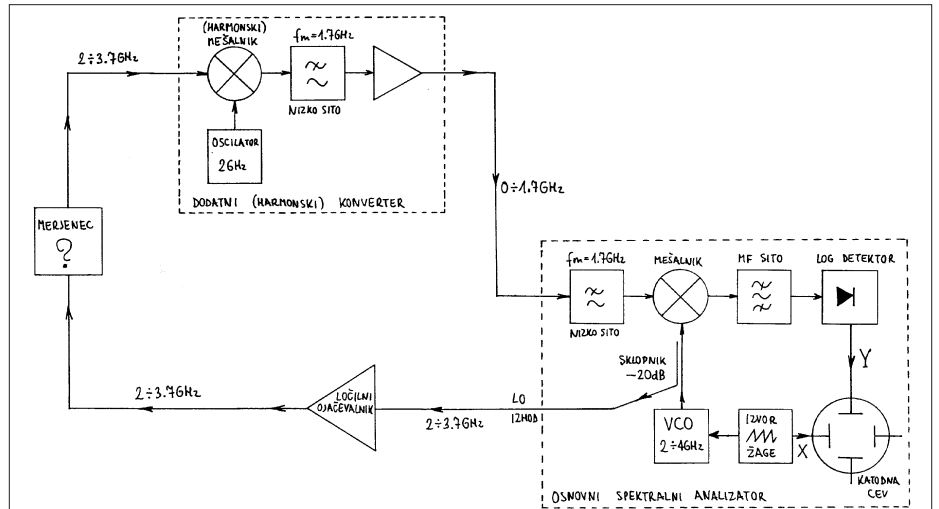 (HARMONSKI)
MEŠALNIK
fm=1.7GHz
2÷3.7GHz
NIZKO SITO
OSCILATOR
2GHz
DODATNI (HARMONSKI) KONVERTER
0÷1.7GHz
MERJENEC
?
fm=1.7GHz
MEŠALNIK
MF SITO
LOG DETEKTOR
NIZKO SITO
SKLOPNIK
-20dB
Y
2÷3.7GHz
LOČILNI
OJAČEVALNIK
LO
IZHOD
2÷3.7GHz
VCO
2÷4GHz
IZVOR
ŽAGE
X
KATODNA
CEV
OSNOVNI SPEKTRALNI ANALIZATOR